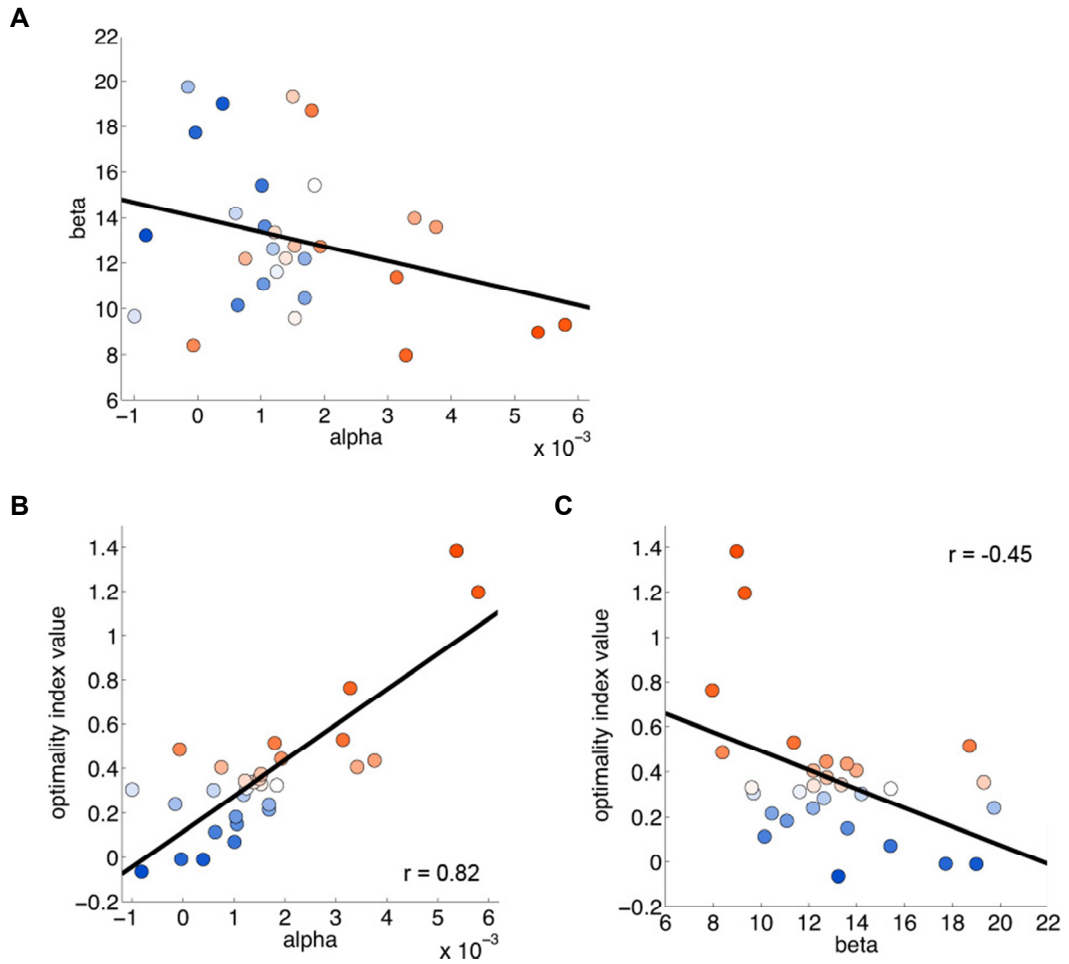 A
22
20
18
16
14
12
10
8
6
beta
−1 0 1 2 3 4 5 6
alpha
x 10−3
B
1.4
1.2
1
0.8
0.6
0.4
0.2
0
−0.2
optimality index value
r = 0.82
−1 0 1 2 3 4 5 6
alpha
x 10−3
C
1.4
1.2
1
0.8
0.6
0.4
0.2
0
−0.2
optimality index value
r = -0.45
6 8 10 12 14 16 18 20 22
beta